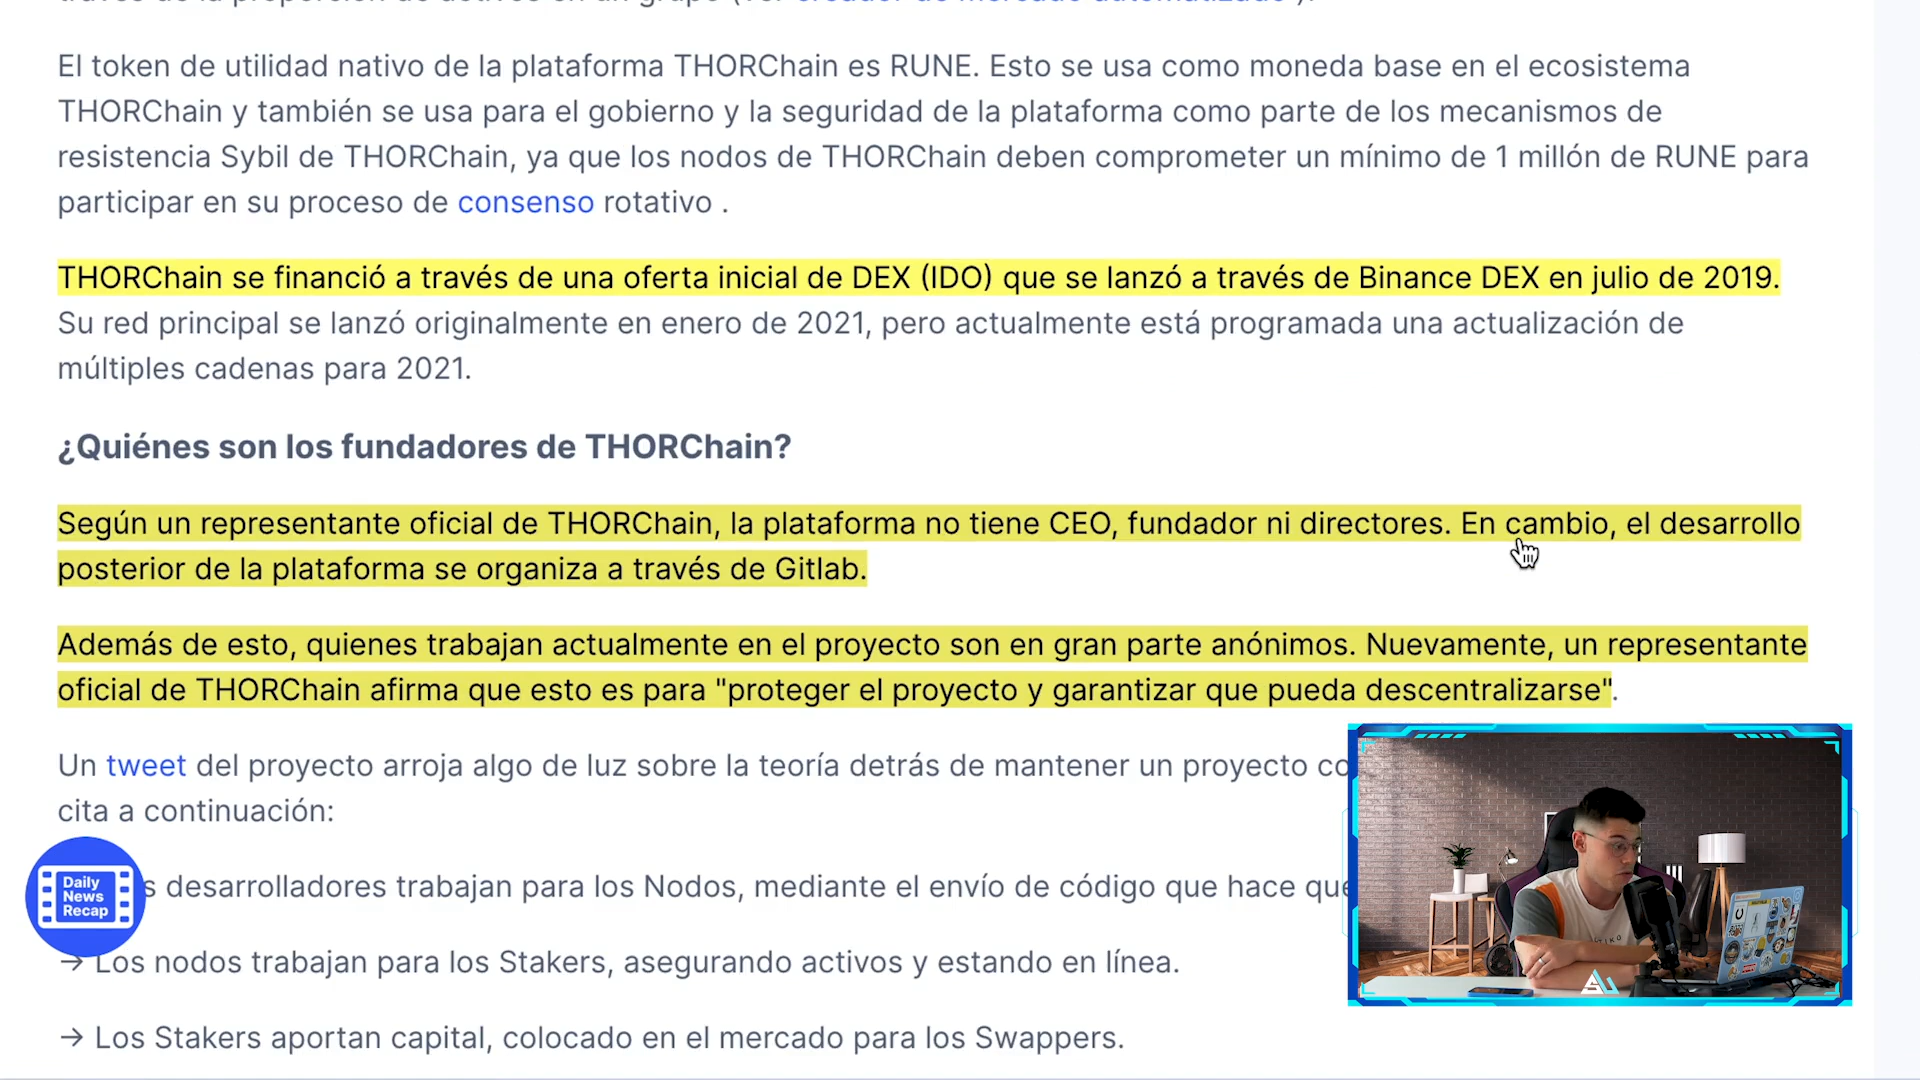 El token de utilidad nativo de la plataforma THORChain es RUNE. Esto se usa como moneda base en el ecosistema
THORChain y también se usa para el gobierno y la seguridad de la plataforma como parte de los mecanismos de
resistencia Sybil de THORChain, ya que los nodos de THORChain deben comprometer un mínimo de 1 millón de RUNE para
participar en su proceso de consenso rotativo .
THORChain se financió a través de una oferta inicial de DEX (IDO) que se lanzó a través de Binance DEX en julio de 2019.
Su red principal se lanzó originalmente en enero de 2021, pero actualmente está programada una actualización de
múltiples cadenas para 2021.
¿Quiénes son los fundadores de THORChain?
Según un representante oficial de THORChain, la plataforma no tiene CEO, fundador ni directores. En cambio, el desarrollo
posterior de la plataforma se organiza a través de Gitlab.
Además de esto, quienes trabajan actualmente en el proyecto son en gran parte anónimos. Nuevamente, un representante
oficial de THORChain afirma que esto es para "proteger el proyecto y garantizar que pueda descentralizarse".
Un tweet del proyecto arroja algo de luz sobre la teoría detrás de mantener un proyecto
cita a continuación:
Daily
News
Recap
desarrolladores trabajan para los Nodos, mediante el envío de código que hace que
→ Los nodos trabajan para los Stakers, asegurando activos y estando en línea.
→ Los Stakers aportan capital, colocado en el mercado para los Swappers.